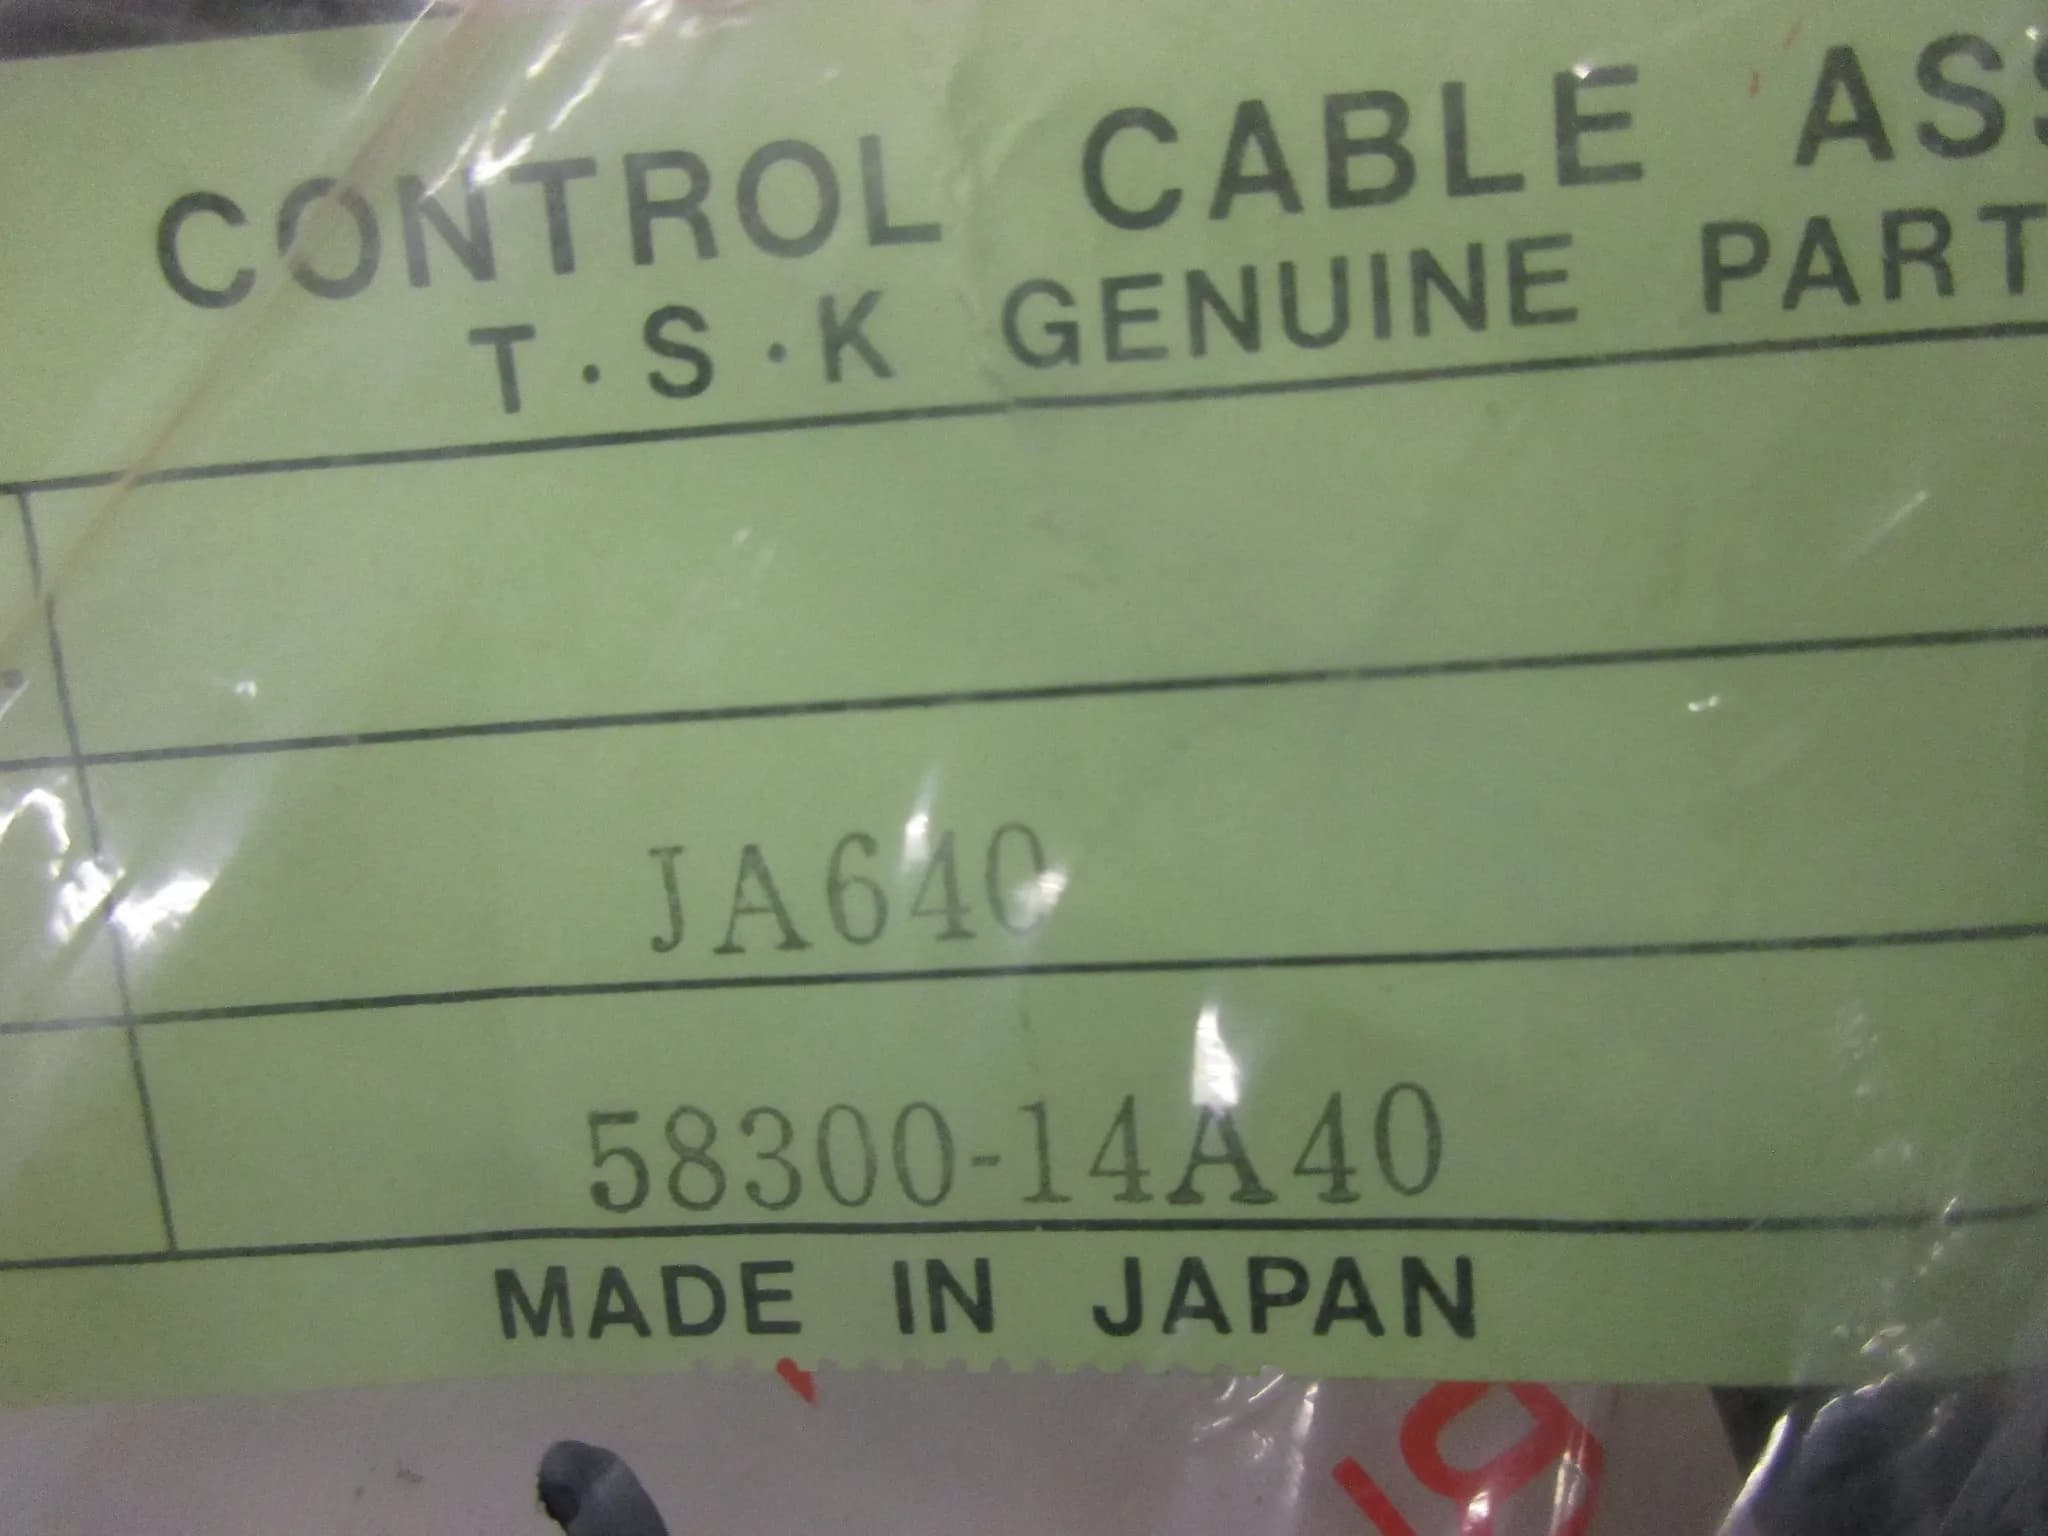 CONTROL CABLE ASS
T·S·K GENUINE PART
JA640
58300-14A40
MADE IN JAPAN